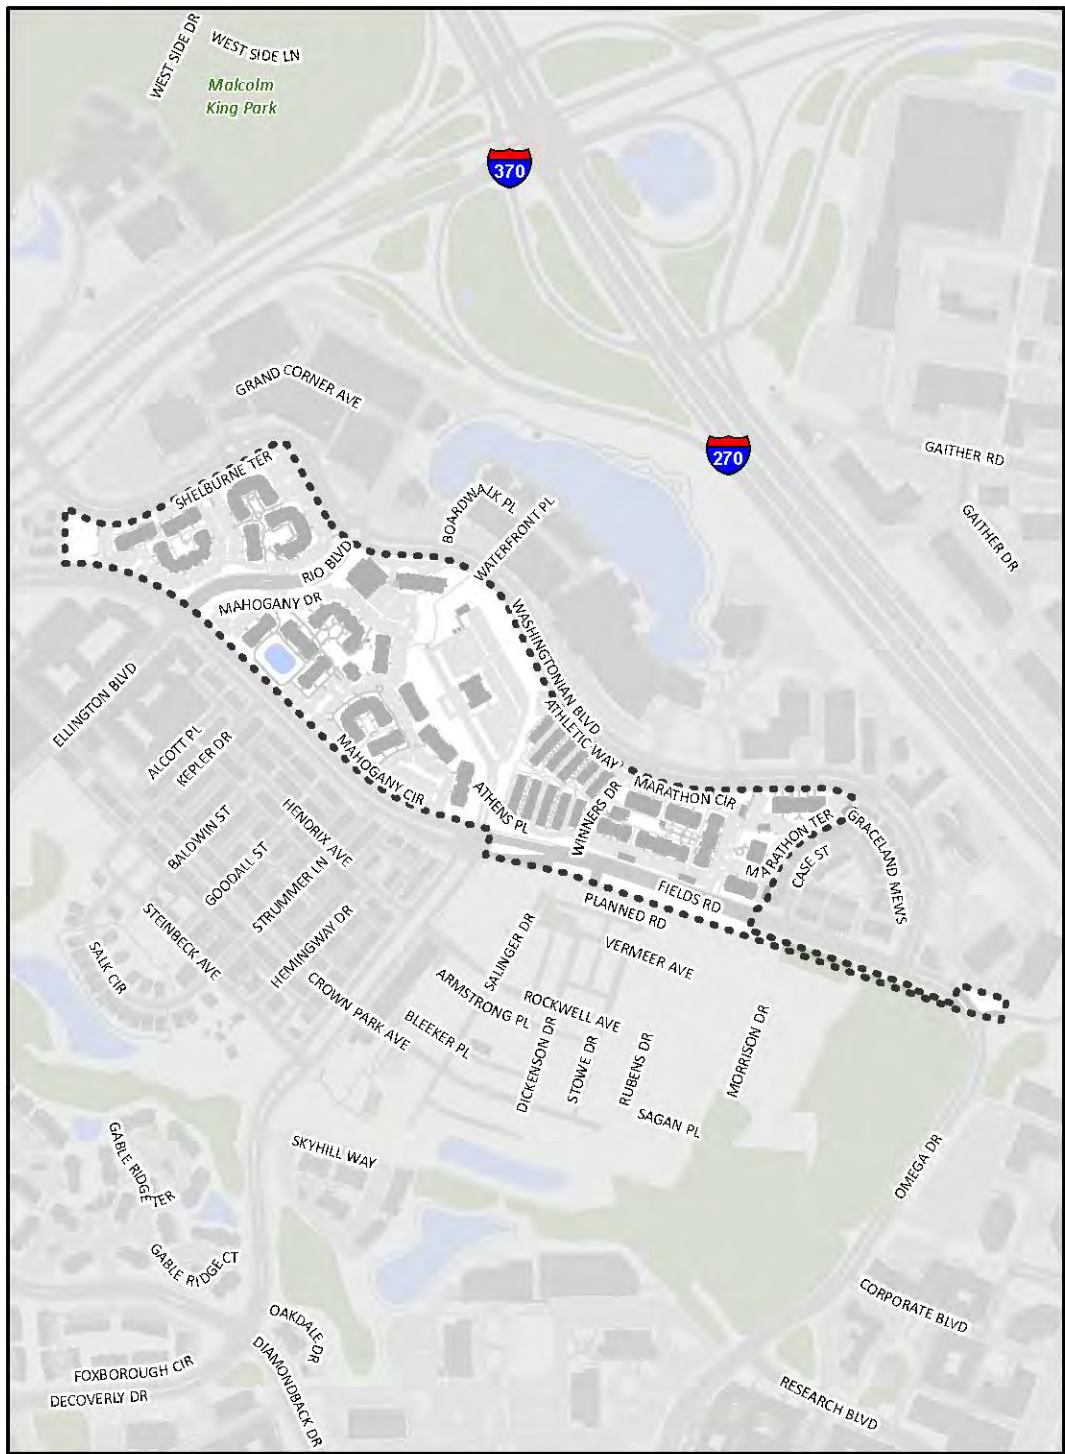 WEST SIDE DR
WEST SIDE LN
Malcolm
King Park
370
GRAND CORNER AVE
270
GAITHER RD
SHELBURNE TER
BOARDWALK PL
WATERFRONT PL
GAITHER DR
RIO BLVD
MAHOGANY DR
WASHINGTONIAN BLVD
ELLINGTON BLVD
ATHLETIC WAY
ALCOTT PL
KEPLER DR
MAHOGANY CIR
ATHENS PL
WINNERS DR
MARATHON CIR
MARATHON TER
GRACELAND MEWS
CASE ST
BALDWIN ST
HENDRIX AVE
GOODALL ST
STRUMMER LN
FIELDS RD
PLANNED RD
STEINBECK AVE
HEMINGWAY DR
SALINGER DR
VERMEER AVE
SALK CIR
CROWN PARK AVE
ARMSTRONG PL
ROCKWELL AVE
BLEEKER PL
DICKENSON DR
STOWE DR
RUBENS DR
MORRISON DR
SAGAN PL
SKYHILL WAY
GABLE RIDGE TER
OMEGA DR
GABLE RIDGE CT
CORPORATE BLVD
OAKDALE DR
DIAMONDBACK DR
FOXBOROUGH CIR
DECOVERLY DR
RESEARCH BLVD